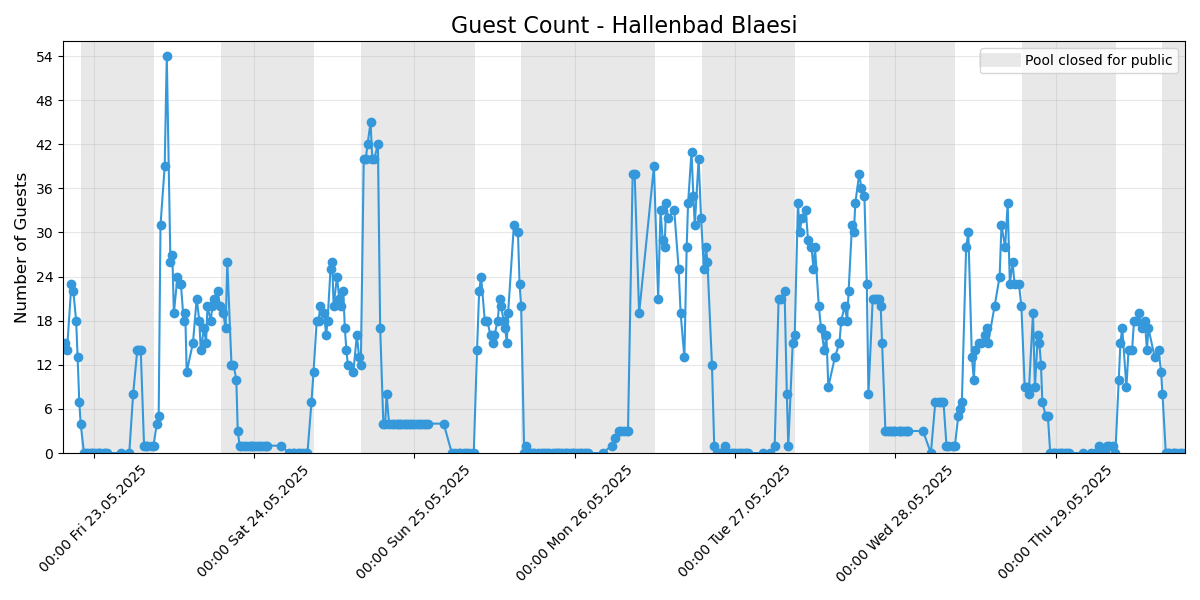 Guest Count - Hallenbad Blaesi
Pool closed for public
Number of Guests
54
48
42
36
30
24
18
12
6
0
00:00 Fri 23.05.2025
00:00 Sat 24.05.2025
00:00 Sun 25.05.2025
00:00 Mon 26.05.2025
00:00 Tue 27.05.2025
00:00 Wed 28.05.2025
00:00 Thu 29.05.2025